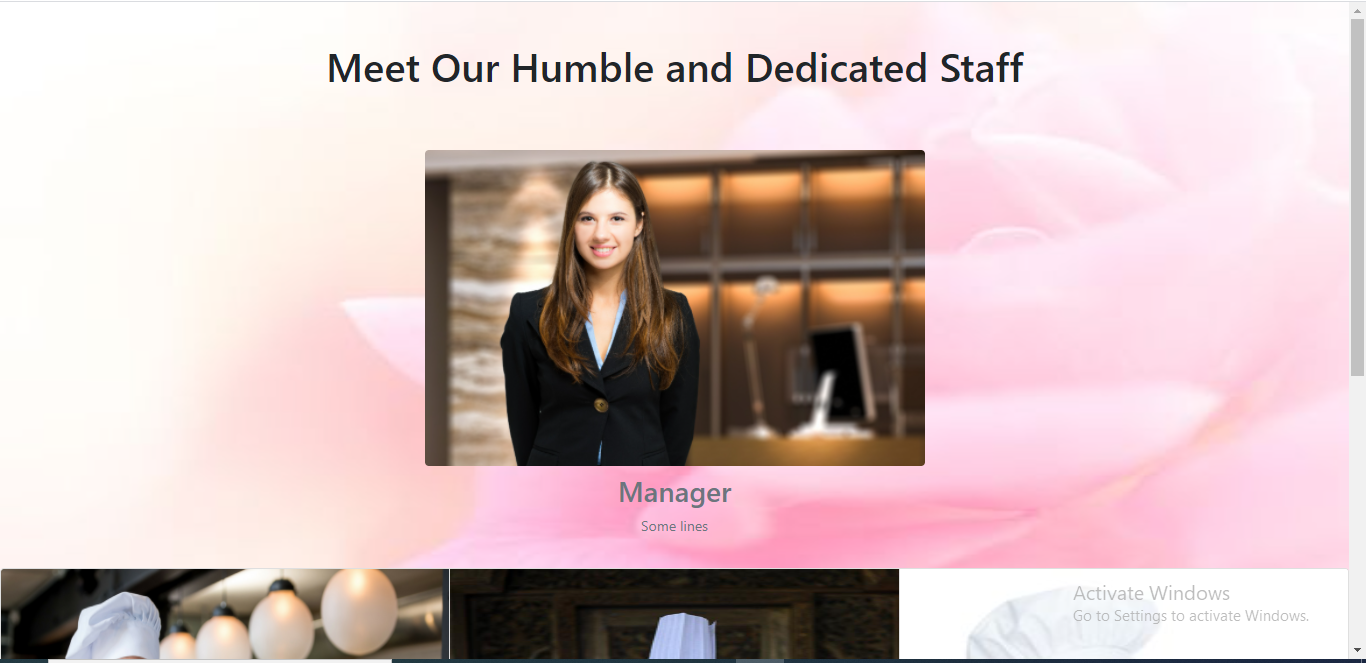 Meet Our Humble and Dedicated Staff
Manager
Some lines
Activate Windows
Go to Settings to activate Windows.